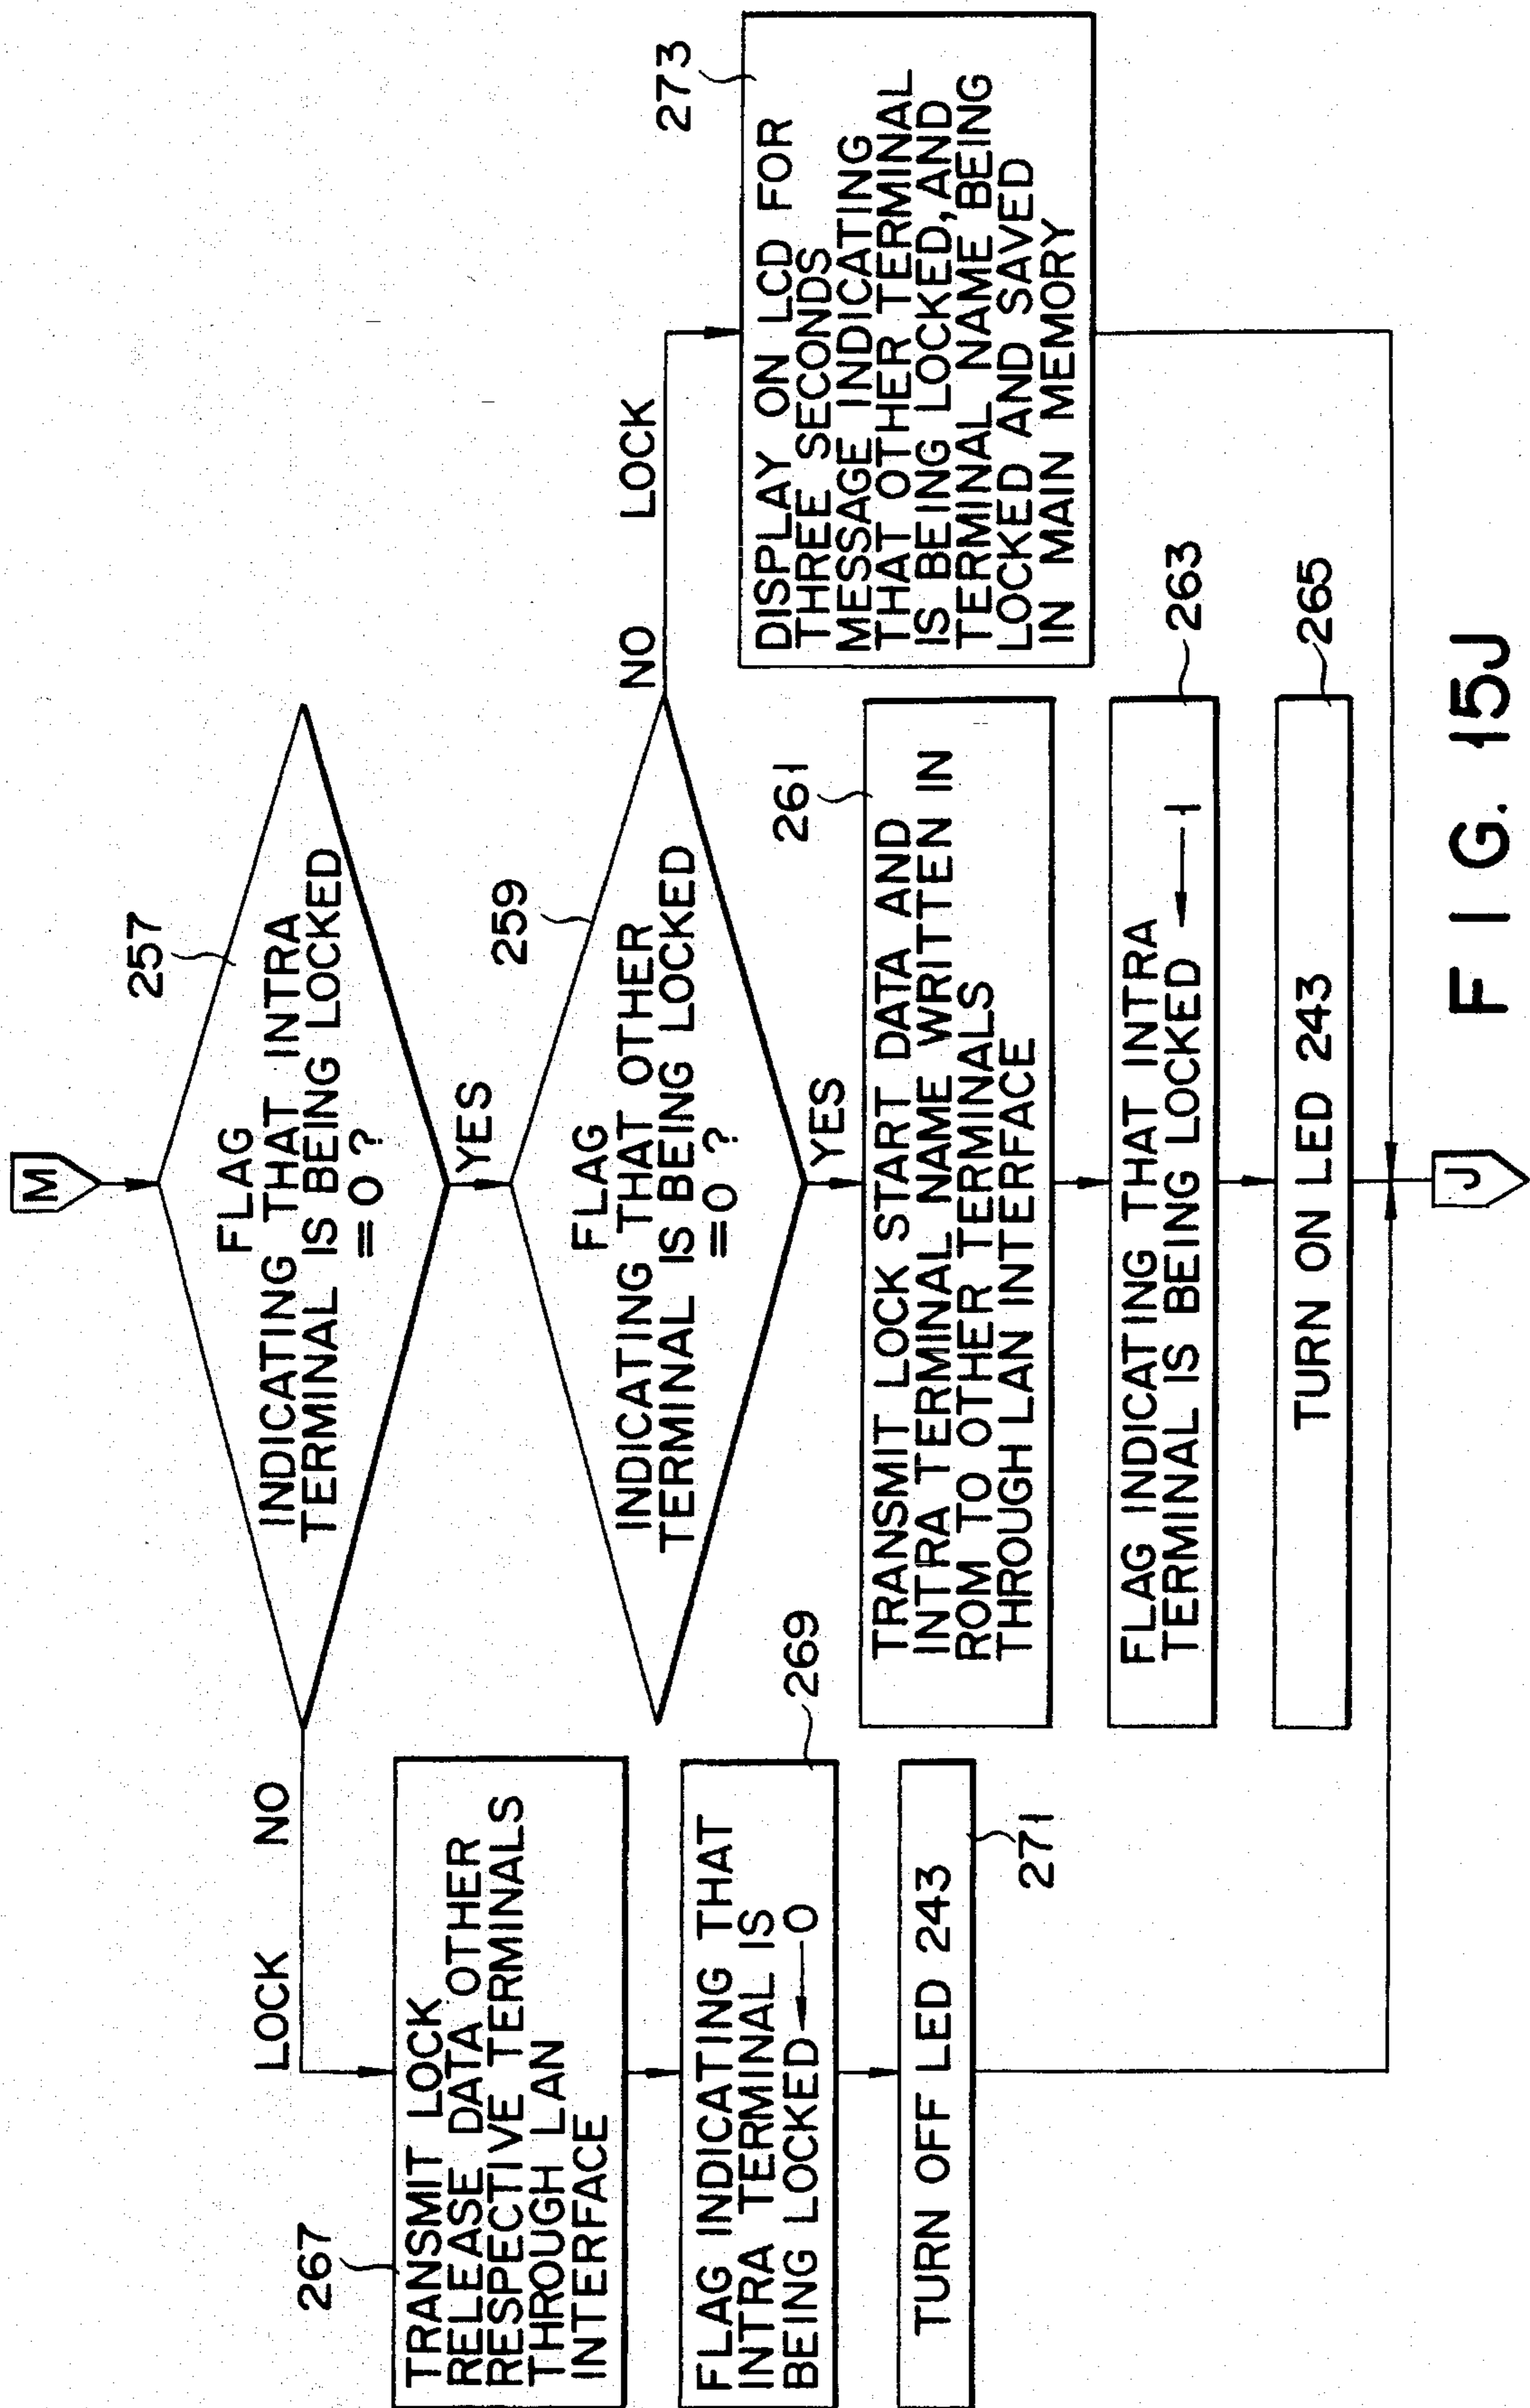 M
257
FLAG
INDICATING THAT INTRA
TERMINAL IS BEING LOCKED
=0 ?
LOCK NO
YES
267
TRANSMIT LOCK
RELEASE DATA OTHER
RESPECTIVE TERMINALS
THROUGH LAN
INTERFACE
269
FLAG INDICATING THAT
INTRA TERMINAL IS
BEING LOCKED ← 0
TURN OFF LED 243
271
259
FLAG
INDICATING THAT OTHER
TERMINAL IS BEING LOCKED
=0 ?
NO LOCK
YES
261
TRANSMIT LOCK START DATA AND
INTRA TERMINAL NAME WRITTEN IN
ROM TO OTHER TERMINALS
THROUGH LAN INTERFACE
263
FLAG INDICATING THAT INTRA
TERMINAL IS BEING LOCKED ← 1
265
TURN ON LED 243
273
DISPLAY ON LCD FOR
THREE SECONDS
MESSAGE INDICATING
THAT OTHER TERMINAL
IS BEING LOCKED, AND
TERMINAL NAME BEING
LOCKED AND SAVED
IN MAIN MEMORY
J
FIG. 15J